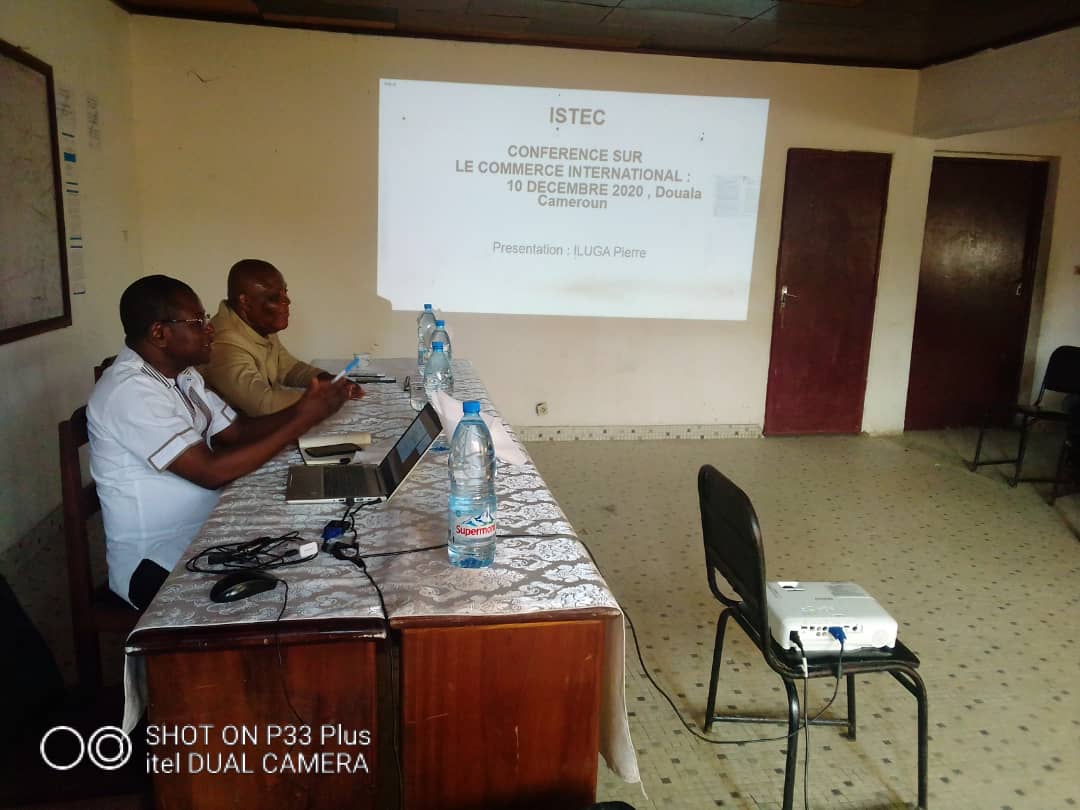 ISTEC
CONFERENCE SUR
LE COMMERCE INTERNATIONAL :
10 DECEMBRE 2020 , Douala
Cameroun
Presentation : ILUGA Pierre
Supermont
SHOT ON P33 Plus
itel DUAL CAMERA